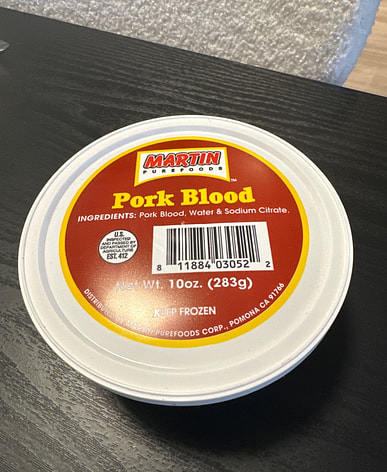 MARTIN
PUREFOODS
™
Pork Blood
INGREDIENTS: Pork Blood, Water & Sodium Citrate.
U.S.
INSPECTED
AND PASSED BY
DEPARTMENT OF
AGRICULTURE
EST. 412
8 11884 03052 2
Net Wt. 10oz. (283g)
KEEP FROZEN
PUREFOODS CORP., POMONA CA 91766